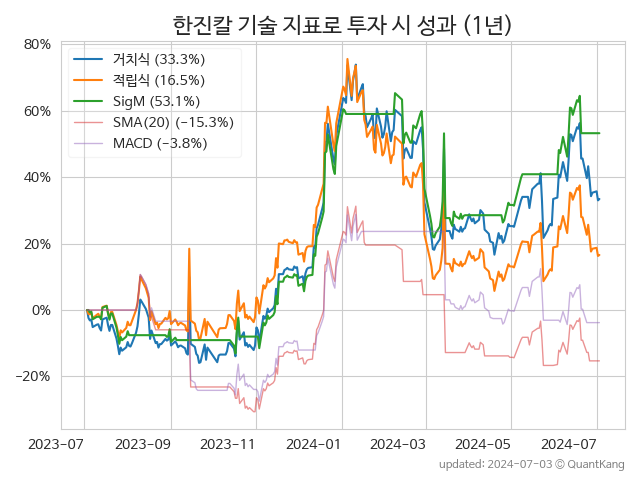 한진칼 기술 지표로 투자 시 성과 (1년)
80%
60%
40%
20%
0%
−20%
거치식 (33.3%)
적립식 (16.5%)
SigM (53.1%)
SMA(20) (−15.3%)
MACD (−3.8%)
2023-07 2023-09 2023-11 2024-01 2024-03 2024-05 2024-07
updated: 2024-07-03 ⓒ QuantKang